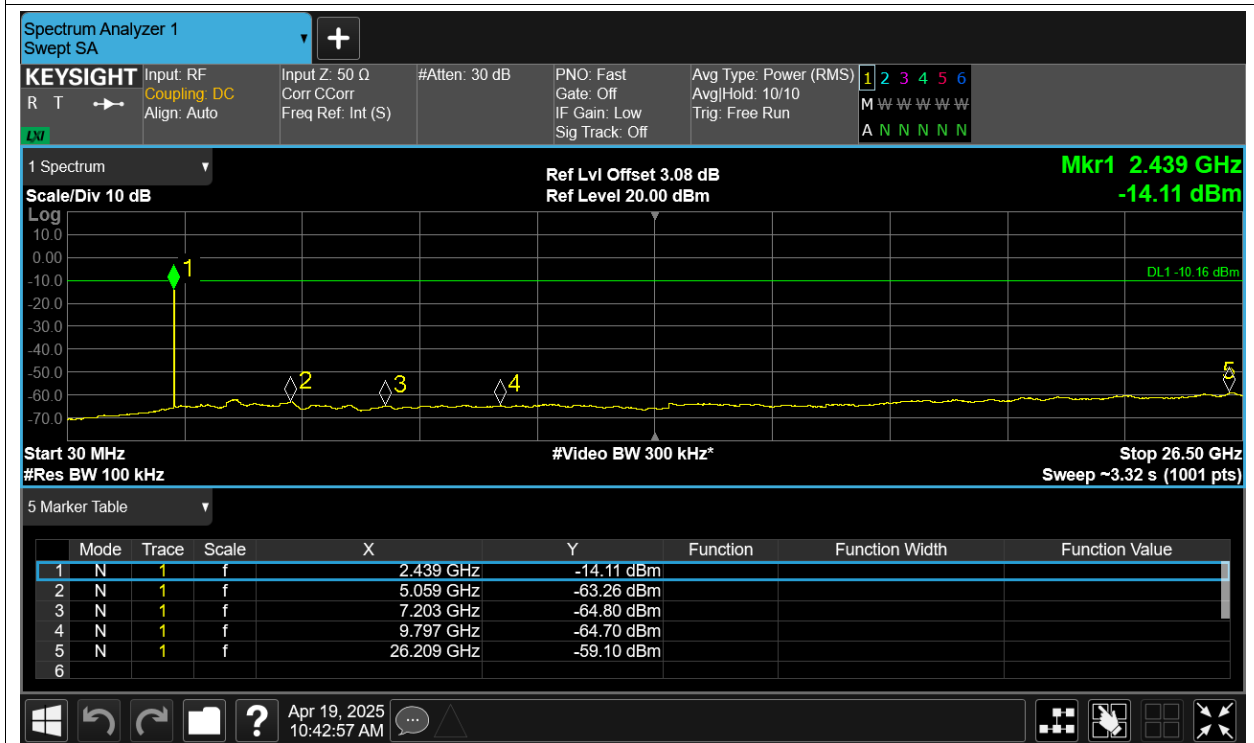 Spectrum Analyzer 1
Swept SA
+
KEYSIGHT
R T
LXI
Input: RF
Coupling: DC
Align: Auto
Input Z: 50 Ω
Corr CCorr
Freq Ref: Int (S)
#Atten: 30 dB
PNO: Fast
Gate: Off
IF Gain: Low
Sig Track: Off
Avg Type: Power (RMS)
Avg|Hold: 10/10
Trig: Free Run
1 2 3 4 5 6
M W W W W W
A N N N N N
1 Spectrum
Scale/Div 10 dB
Ref Lvl Offset 3.08 dB
Ref Level 20.00 dBm
Mkr1 2.439 GHz
-14.11 dBm
Log
10.0
0.00
-10.0
-20.0
-30.0
-40.0
-50.0
-60.0
-70.0
DL1 -10.16 dBm
1
2
3
4
5
Start 30 MHz
#Video BW 300 kHz*
Stop 26.50 GHz
#Res BW 100 kHz
Sweep ~3.32 s (1001 pts)
5 Marker Table
Mode Trace Scale X Y Function Function Width Function Value
1 N 1 f 2.439 GHz -14.11 dBm
2 N 1 f 5.059 GHz -63.26 dBm
3 N 1 f 7.203 GHz -64.80 dBm
4 N 1 f 9.797 GHz -64.70 dBm
5 N 1 f 26.209 GHz -59.10 dBm
6
?
Apr 19, 2025
10:42:57 AM